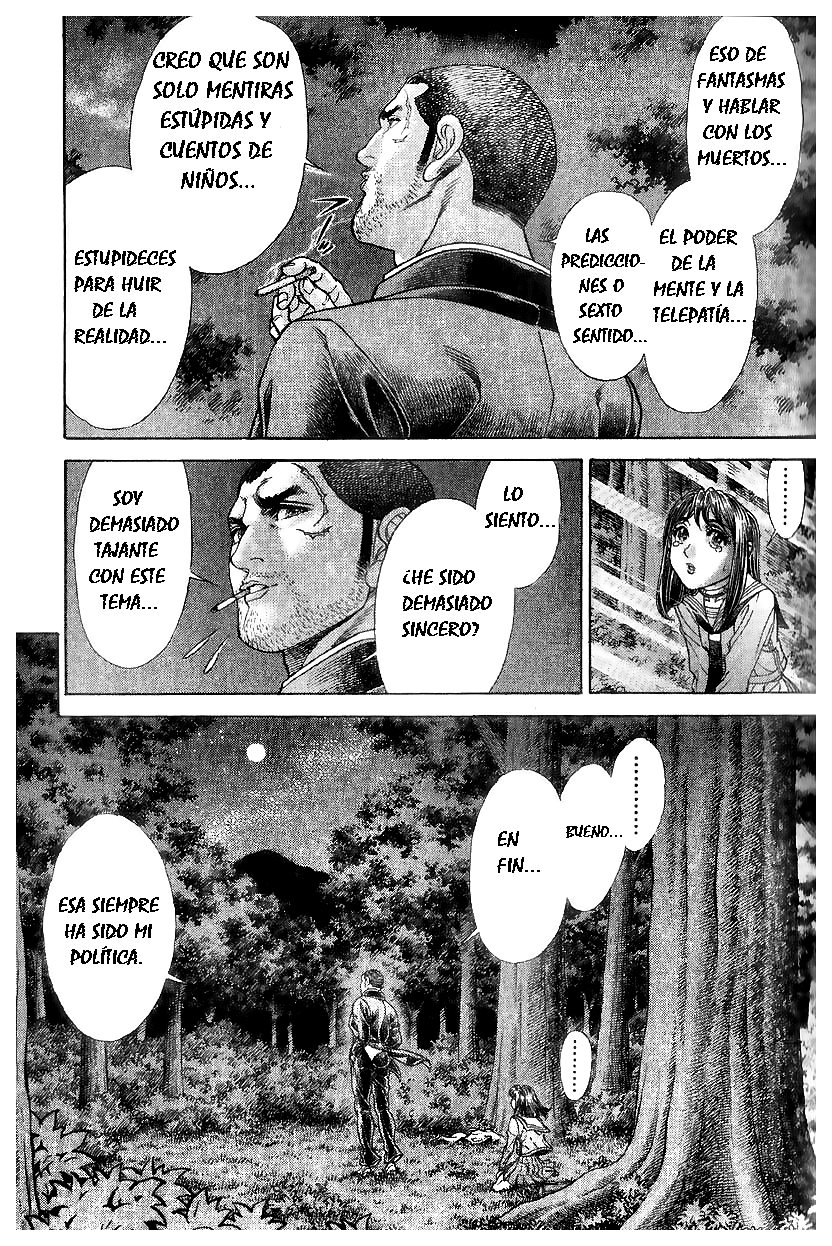 ESO DE
FANTASMAS
Y HABLAR
CON LOS
MUERTOS...
EL PODER
DE LA
MENTE Y LA
TELEPATÍA...
LAS
PREDICCIO-
NES O
SEXTO
SENTIDO...
CREO QUE SON
SOLO MENTIRAS
ESTÚPIDAS Y
CUENTOS DE
NIÑOS...
ESTUPIDECES
PARA HUIR
DE LA
REALIDAD...
........
LO
SIENTO...
¿HE SIDO
DEMASIADO
SINCERO?
SOY
DEMASIADO
TAJANTE
CON ESTE
TEMA...
.........
BUENO...
EN
FIN...
ESA SIEMPRE
HA SIDO MI
POLÍTICA.
.......